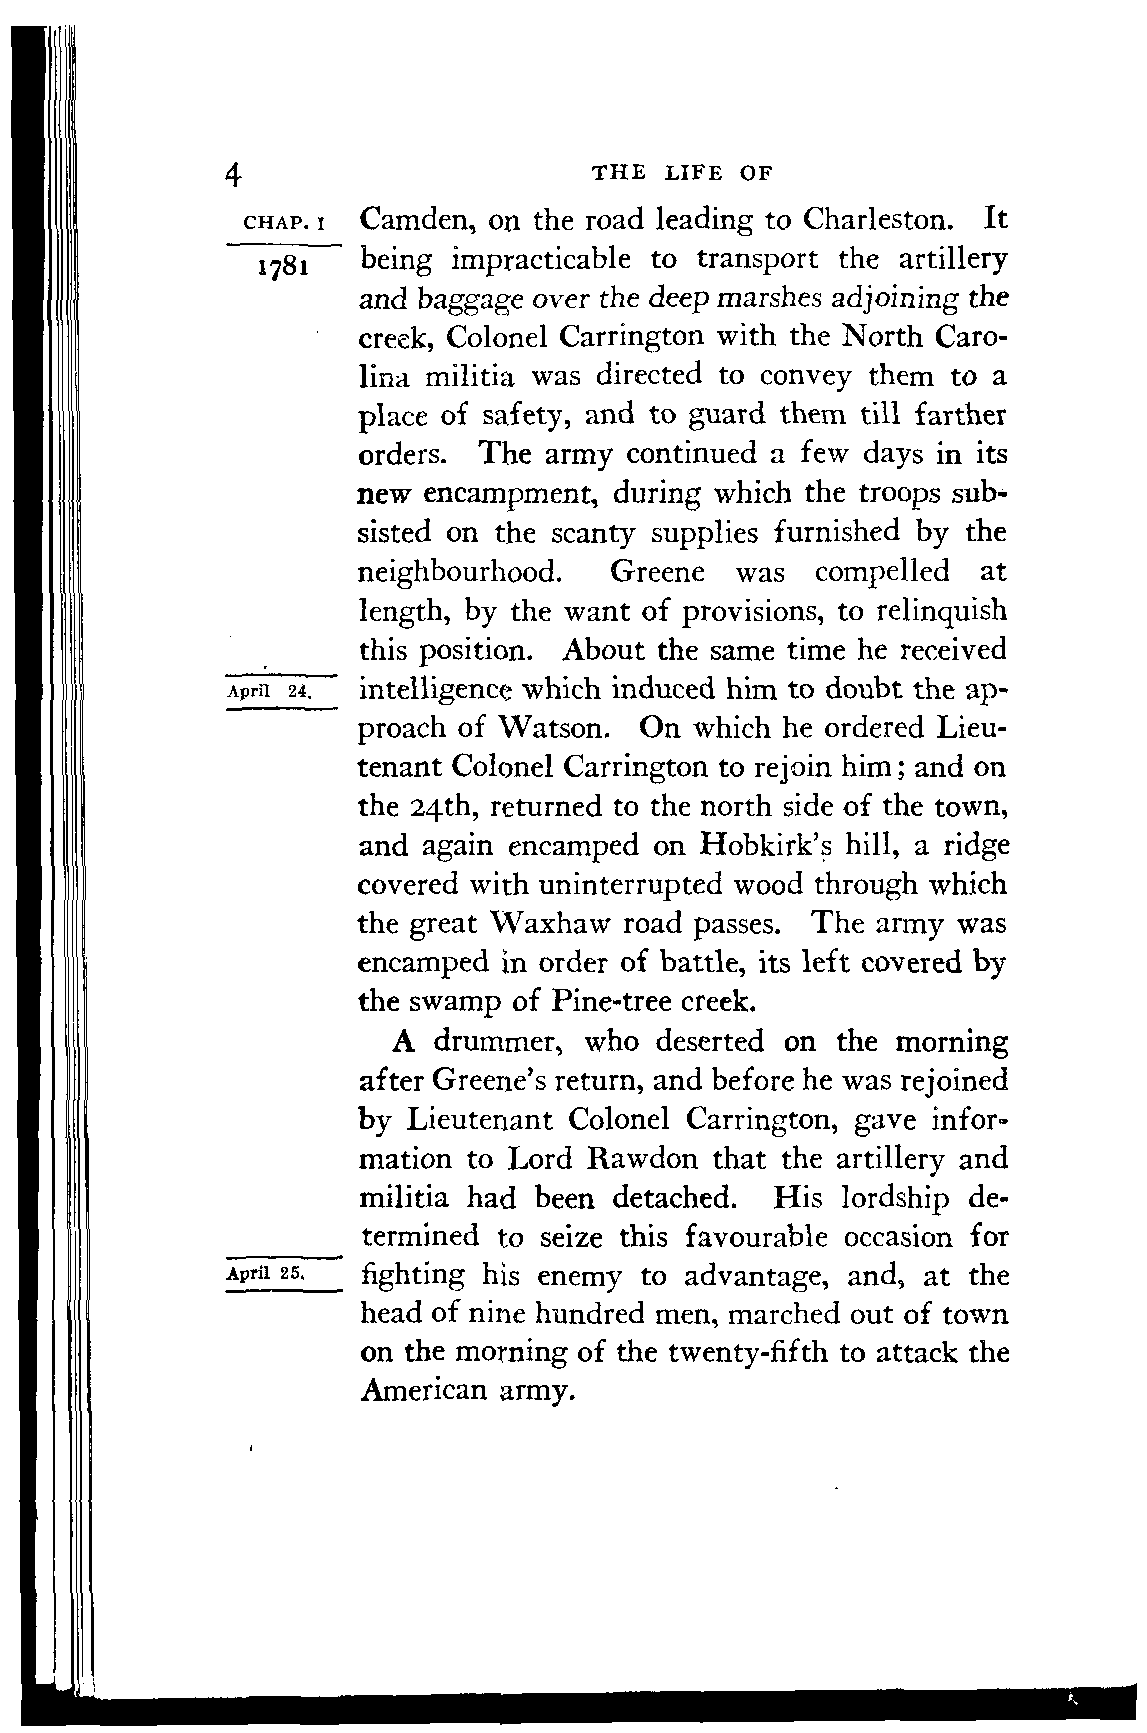 4 THE LIFE OF
CHAP. I Camden, on the road leading to Charleston. It
1781 being impracticable to transport the artillery
and baggage over the deep marshes adjoining the
creek, Colonel Carrington with the North Caro-
lina militia was directed to convey them to a
place of safety, and to guard them till farther
orders. The army continued a few days in its
new encampment, during which the troops sub-
sisted on the scanty supplies furnished by the
neighbourhood. Greene was compelled at
length, by the want of provisions, to relinquish
this position. About the same time he received
April 24. intelligence which induced him to doubt the ap-
proach of Watson. On which he ordered Lieu-
tenant Colonel Carrington to rejoin him; and on
the 24th, returned to the north side of the town,
and again encamped on Hobkirk's hill, a ridge
covered with uninterrupted wood through which
the great Waxhaw road passes. The army was
encamped in order of battle, its left covered by
the swamp of Pine-tree creek.
A drummer, who deserted on the morning
after Greene's return, and before he was rejoined
by Lieutenant Colonel Carrington, gave infor-
mation to Lord Rawdon that the artillery and
militia had been detached. His lordship de-
termined to seize this favourable occasion for
April 25. fighting his enemy to advantage, and, at the
head of nine hundred men, marched out of town
on the morning of the twenty-fifth to attack the
American army.